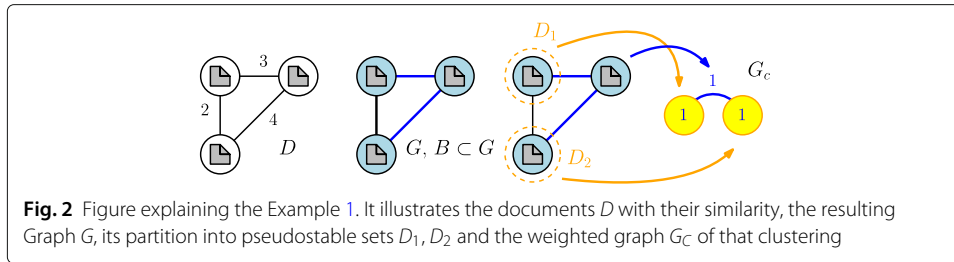 3
2
4
D
G, B ⊂ G
D₁
D₂
1
G_c
1
1
Fig. 2 Figure explaining the Example 1. It illustrates the documents D with their similarity, the resulting
Graph G, its partition into pseudostable sets D₁, D₂ and the weighted graph G_C of that clustering